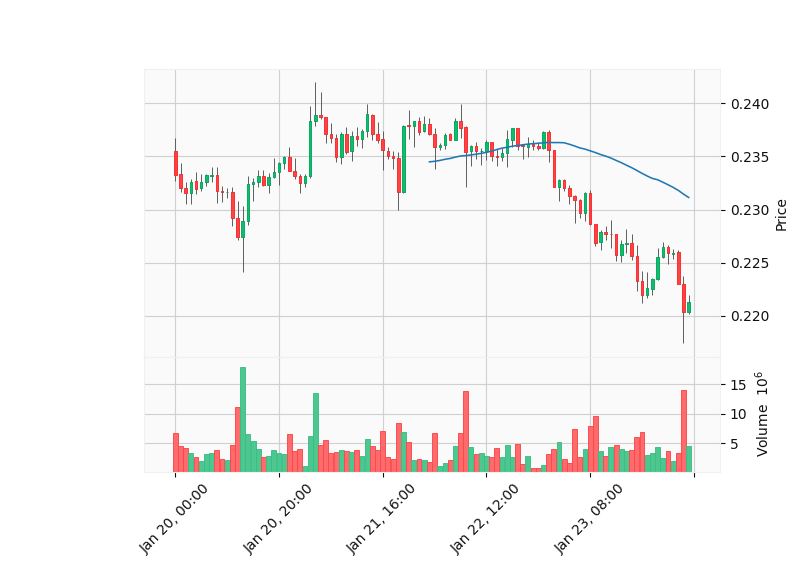 0.240
0.235
0.230
0.225
0.220
Price
15
10
5
Volume 10^6
Jan 20, 00:00
Jan 20, 20:00
Jan 21, 16:00
Jan 22, 12:00
Jan 23, 08:00